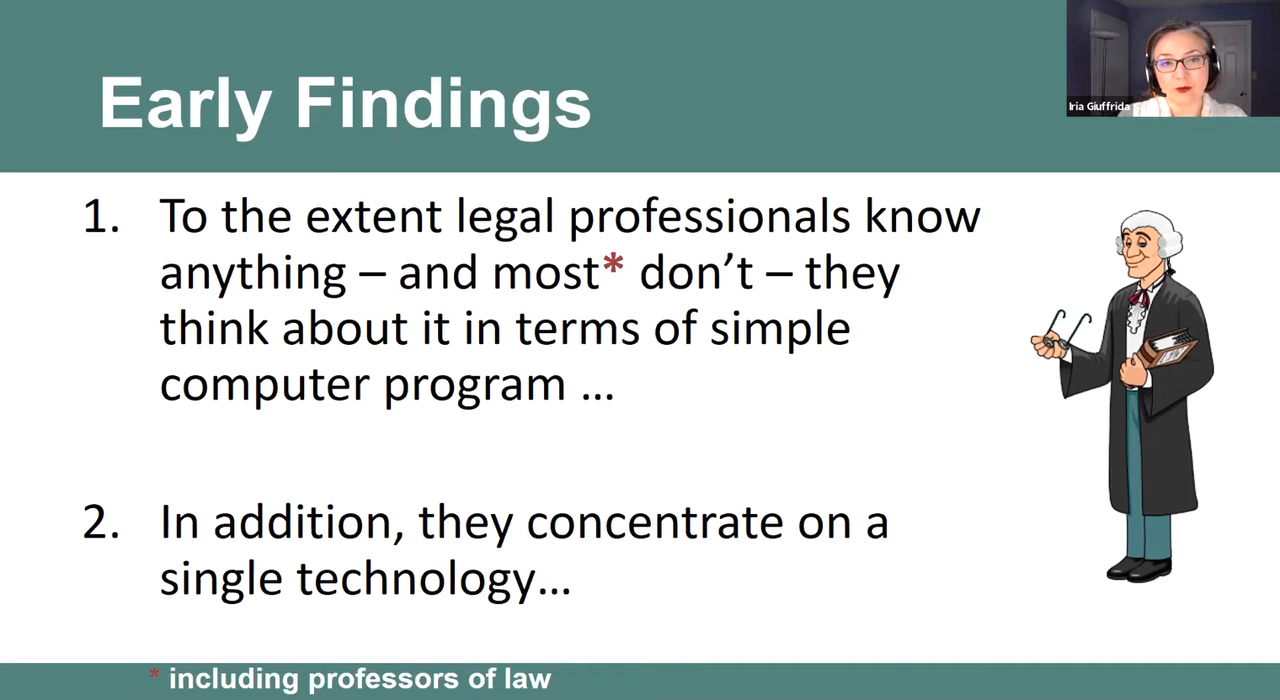 Early Findings
Iria Giuffrida
1. To the extent legal professionals know
anything – and most* don’t – they
think about it in terms of simple
computer program ...
2. In addition, they concentrate on a
single technology...
* including professors of law